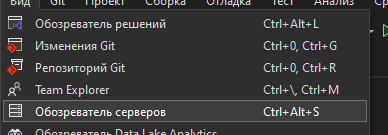 Вид Git Проект Сборка Отладка Тест Анализ
Обозреватель решений Ctrl+Alt+L
Изменения Git Ctrl+0, Ctrl+G
Репозиторий Git Ctrl+0, Ctrl+R
Team Explorer Ctrl+\, Ctrl+M
Обозреватель серверов Ctrl+Alt+S
Обозреватель Data Lake Analytics